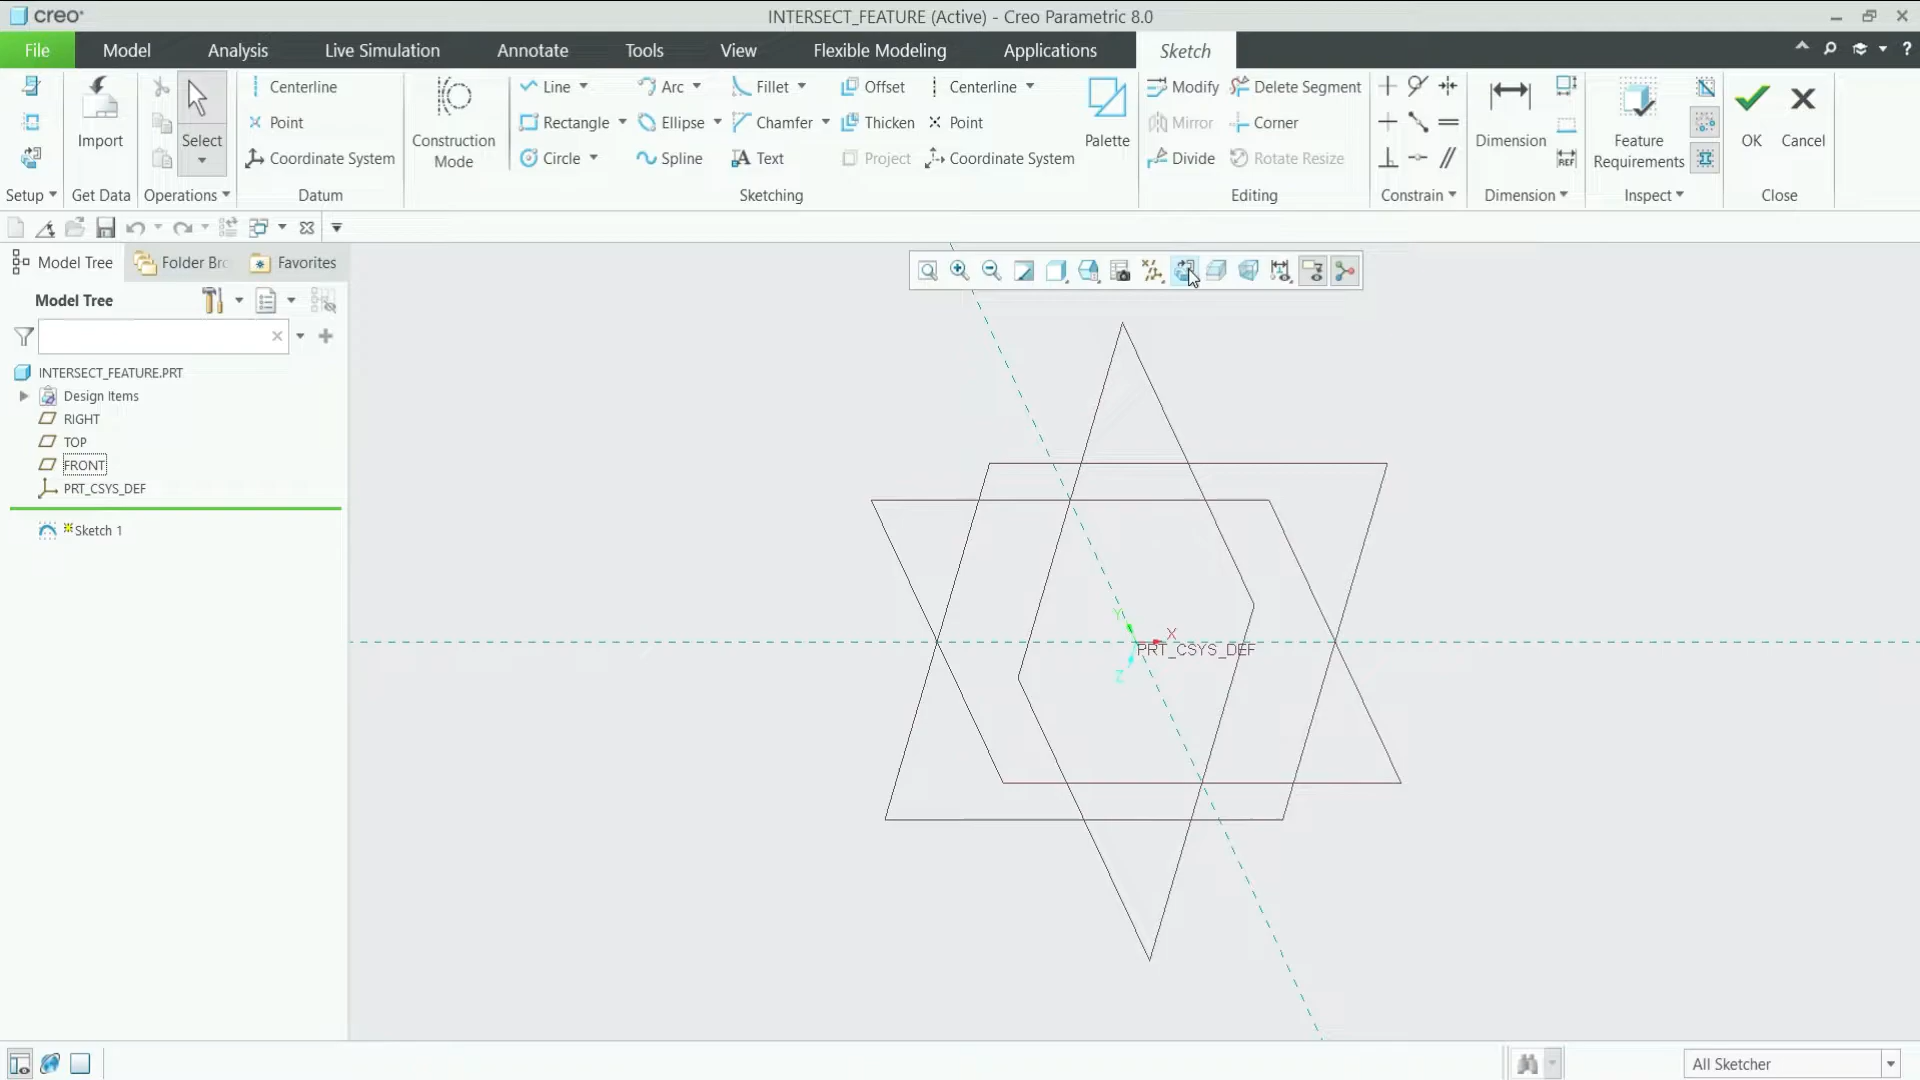 creo®
INTERSECT_FEATURE (Active) - Creo Parametric 8.0
File Model Analysis Live Simulation Annotate Tools View Flexible Modeling Applications Sketch
Import
Select
Centerline
Point
Coordinate System
Construction Mode
Line Arc Fillet Offset Centerline
Rectangle Ellipse Chamfer Thicken Point
Circle Spline Text Project Coordinate System
Palette
Modify Delete Segment
Mirror Corner
Divide Rotate Resize
Dimension
REF
Feature Requirements
OK
Cancel
Setup Get Data Operations Datum Sketching Editing Constrain Dimension Inspect Close
Model Tree Folder Bro Favorites
Model Tree
INTERSECT_FEATURE.PRT
Design Items
RIGHT
TOP
FRONT
PRT_CSYS_DEF
Sketch 1
Y
X
PRT_CSYS_DEF
Z
All Sketcher